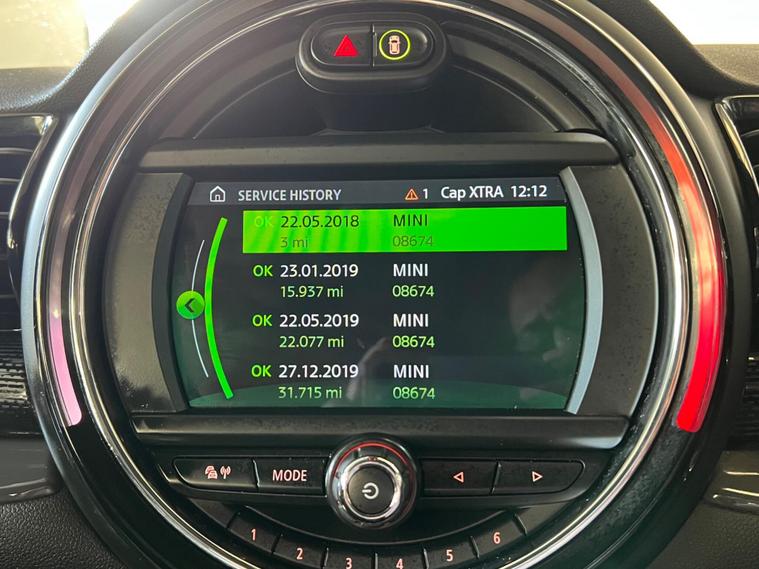 SERVICE HISTORY 1 Cap XTRA 12:12
OK 22.05.2018 MINI
3 mi 08674
OK 23.01.2019 MINI
15.937 mi 08674
OK 22.05.2019 MINI
22.077 mi 08674
OK 27.12.2019 MINI
31.715 mi 08674
MODE
1 2 3 4 5 6